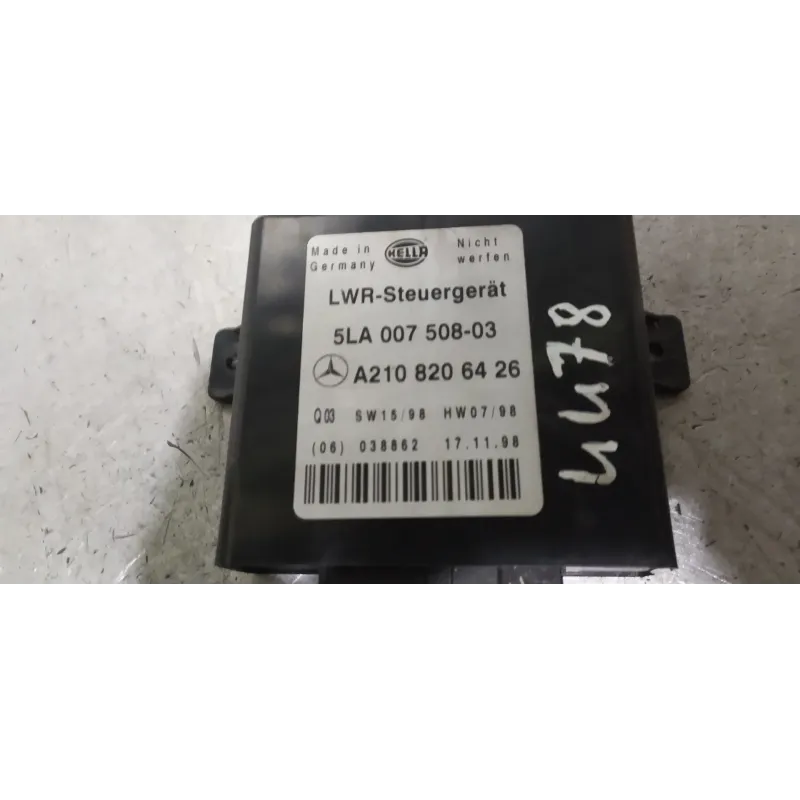 Made in
Germany
HELLA
Nicht
werfen
LWR-Steuergerät
5LA 007 508-03
A210 820 64 26
Q03 SW15/98 HW07/98
(06) 038862 17.11.98
4478